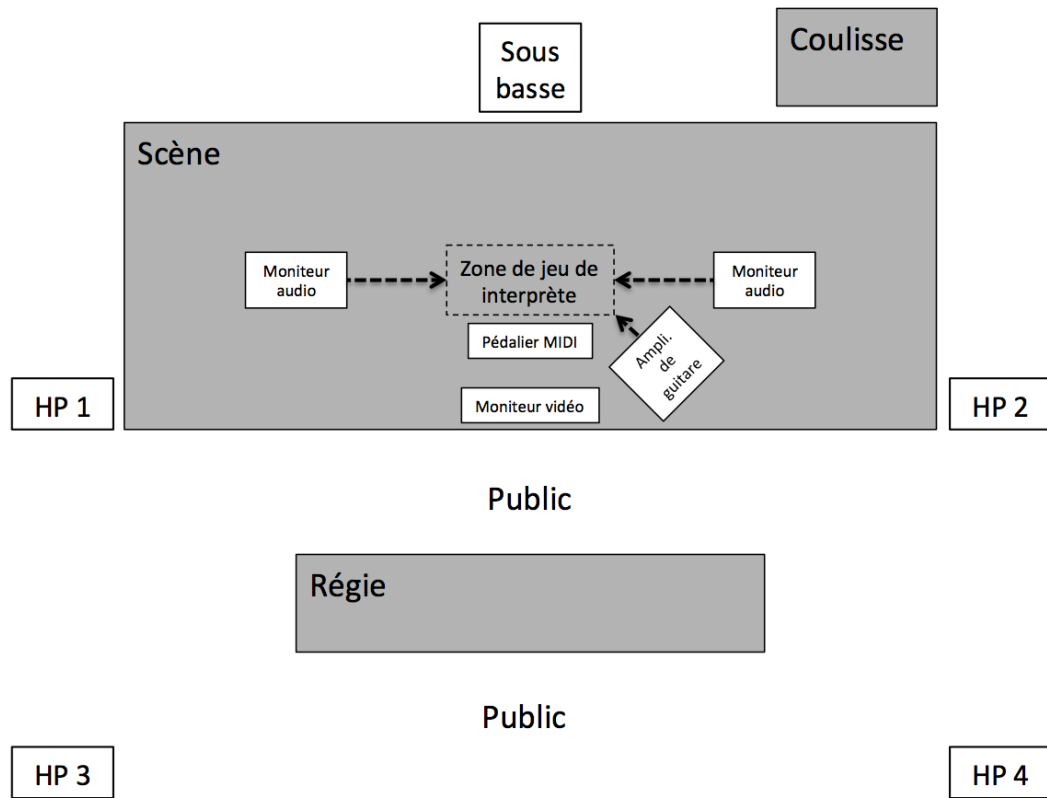 Sous
basse
Coulisse
Scène
Moniteur
audio
Zone de jeu de
interprète
Moniteur
audio
Pédalier MIDI
Ampli.
de
guitare
Moniteur vidéo
HP 1
HP 2
Public
Régie
Public
HP 3
HP 4